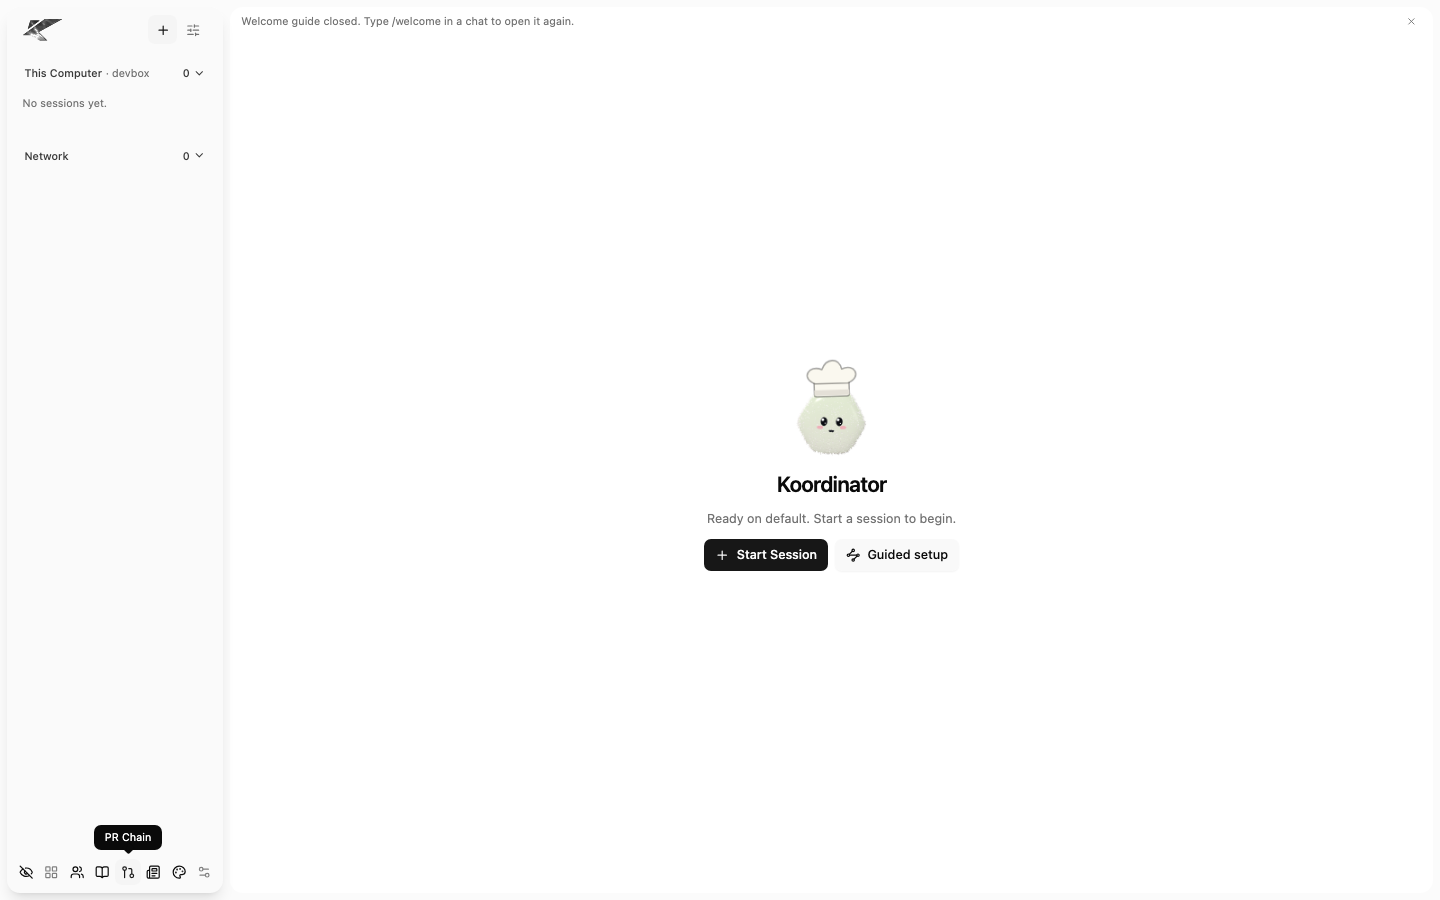 Welcome guide closed. Type /welcome in a chat to open it again.
This Computer · devbox 0
No sessions yet.
Network 0
Koordinator
Ready on default. Start a session to begin.
Start Session
Guided setup
PR Chain